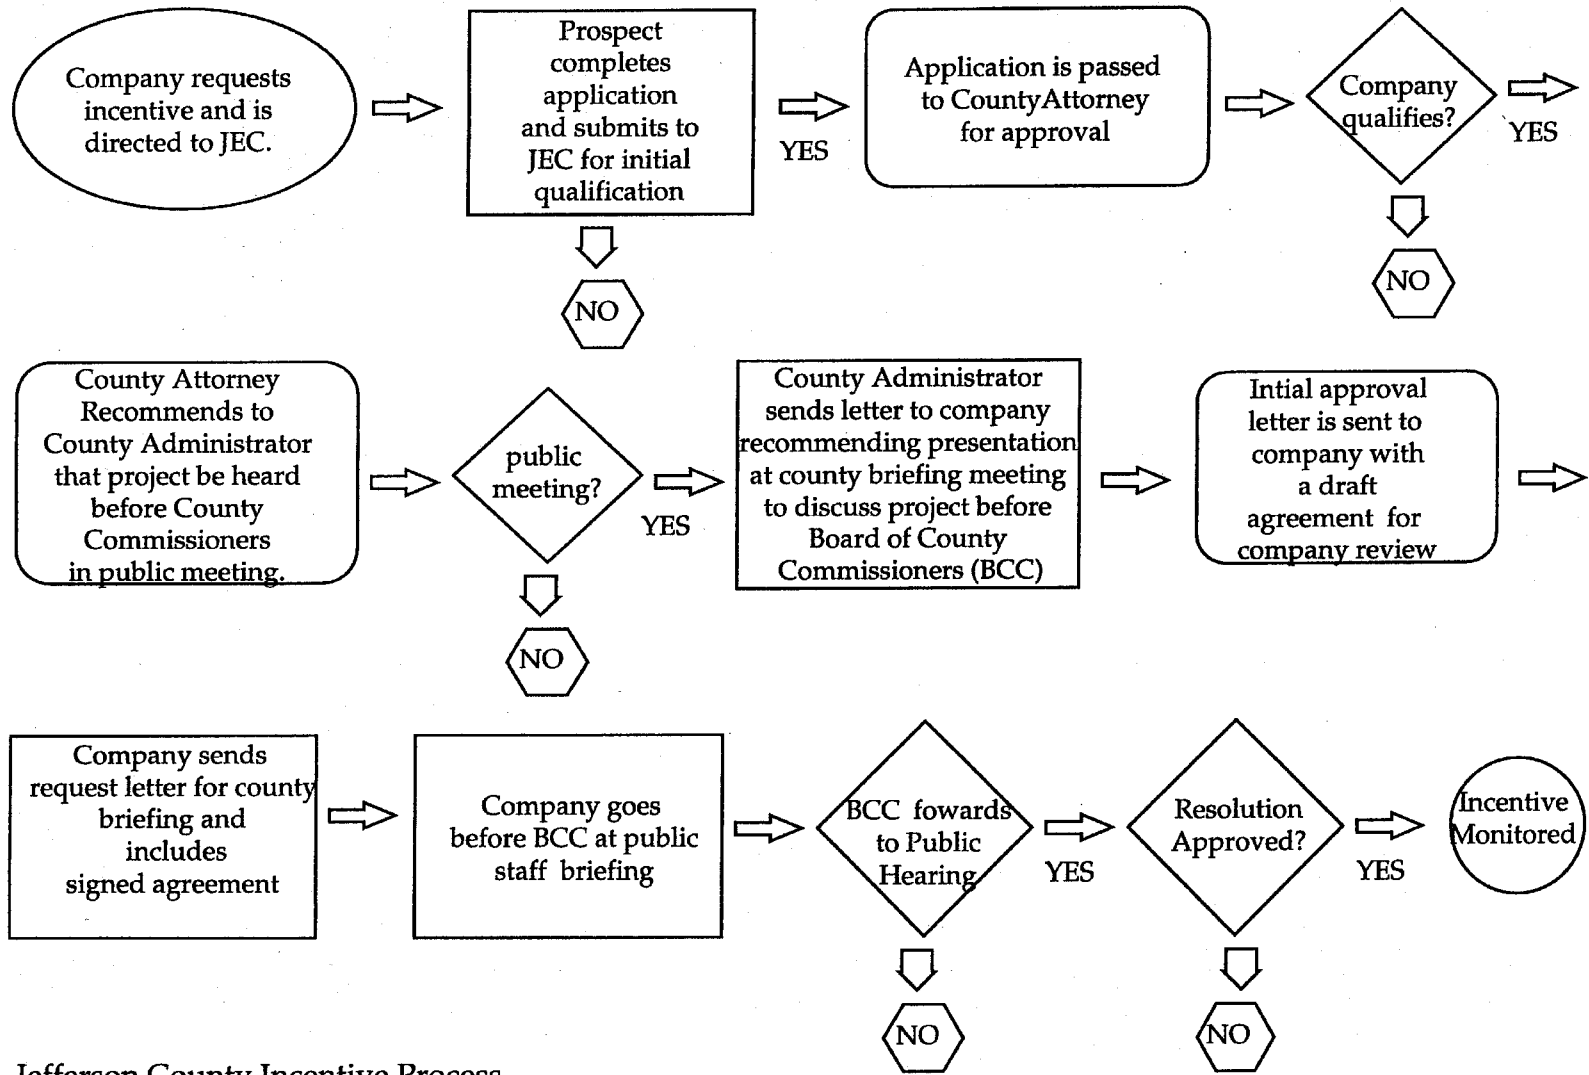 Company requests
incentive and is
directed to JEC.
Prospect
completes
application
and submits to
JEC for initial
qualification
YES
NO
Application is passed
to CountyAttorney
for approval
Company
qualifies?
YES
NO
County Attorney
Recommends to
County Administrator
that project be heard
before County
Commissioners
in public meeting.
public
meeting?
YES
NO
County Administrator
sends letter to company
recommending presentation
at county briefing meeting
to discuss project before
Board of County
Commissioners (BCC)
Intial approval
letter is sent to
company with
a draft
agreement for
company review
Company sends
request letter for county
briefing and
includes
signed agreement
Company goes
before BCC at public
staff briefing
BCC fowards
to Public
Hearing
YES
NO
Resolution
Approved?
YES
NO
Incentive
Monitored
Jefferson County Incentive Process